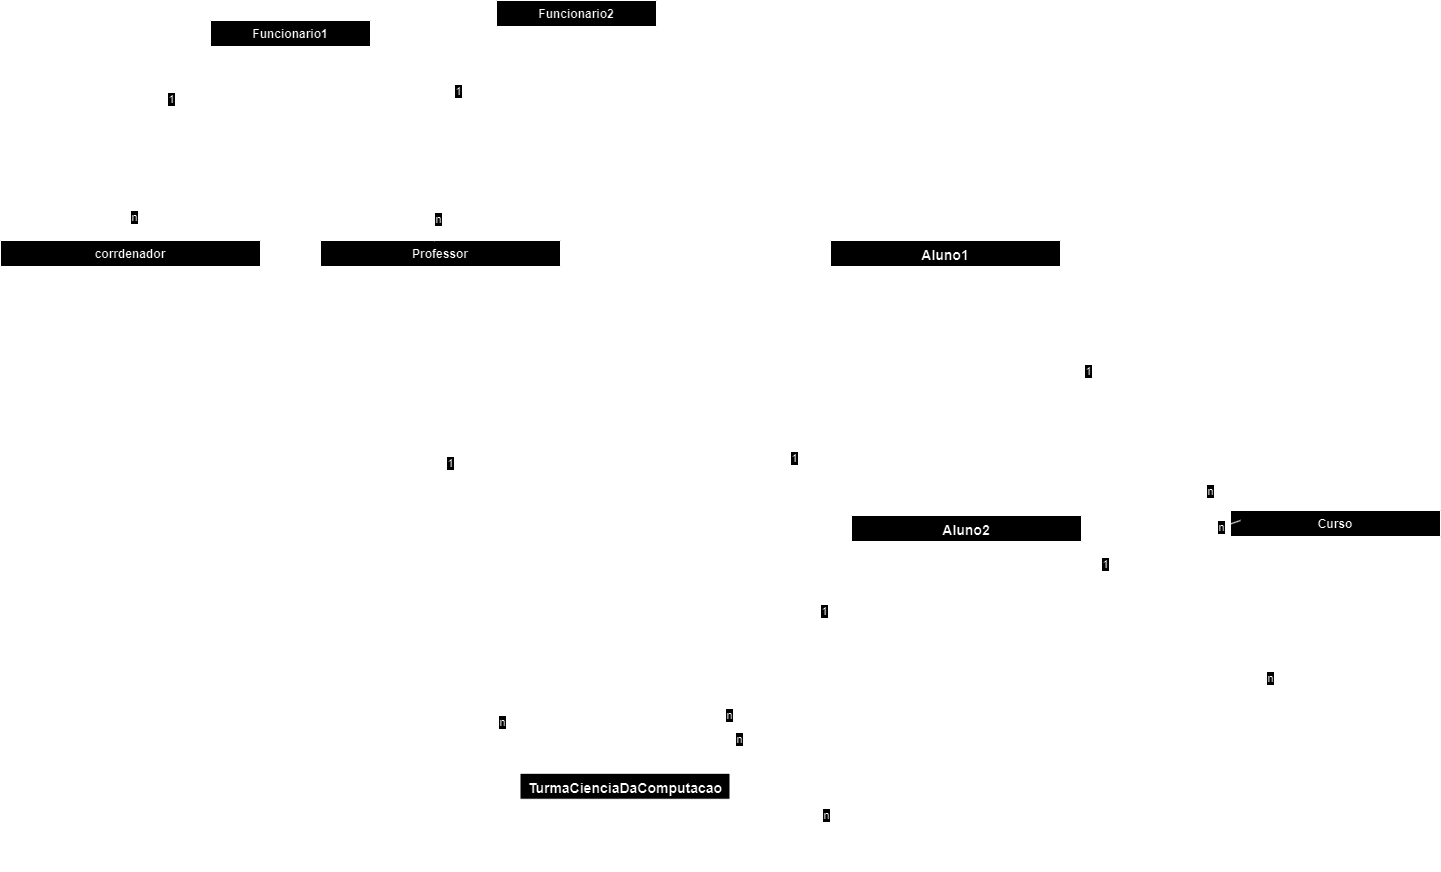 Funcionario2
Funcionario1
1
1
n
n
corrdenador
Professor
Aluno1
1
1
1
n
Aluno2
n
Curso
1
1
n
n
n
n
TurmaCienciaDaComputacao
n